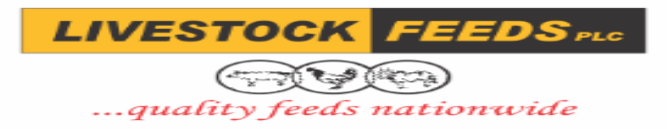 LIVESTOCK FEEDS PLC
...quality feeds nationwide